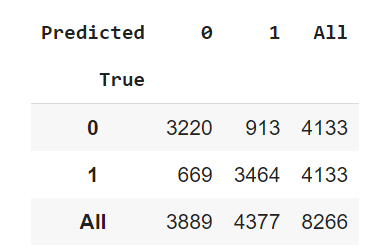 Predicted 0 1 All
True
0 3220 913 4133
1 669 3464 4133
All 3889 4377 8266